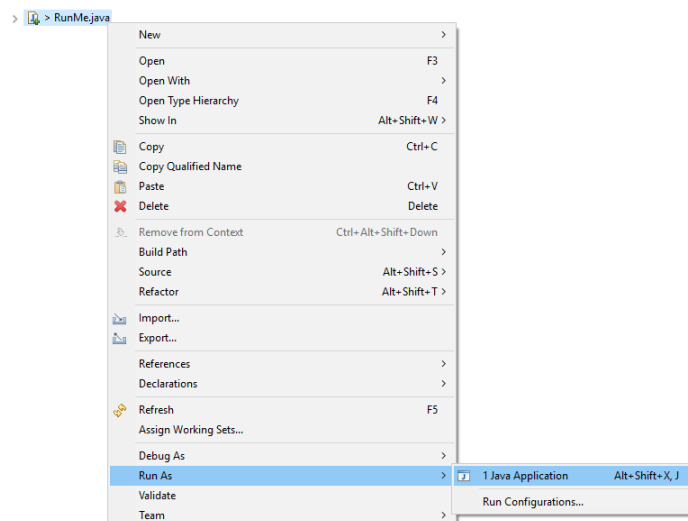 > RunMe.java
New >
Open F3
Open With >
Open Type Hierarchy F4
Show In Alt+Shift+W >
Copy Ctrl+C
Copy Qualified Name
Paste Ctrl+V
Delete Delete
Remove from Context Ctrl+Alt+Shift+Down
Build Path >
Source Alt+Shift+S >
Refactor Alt+Shift+T >
Import...
Export...
References >
Declarations >
Refresh F5
Assign Working Sets...
Debug As >
Run As > 1 Java Application Alt+Shift+X, J
Validate Run Configurations...
Team >